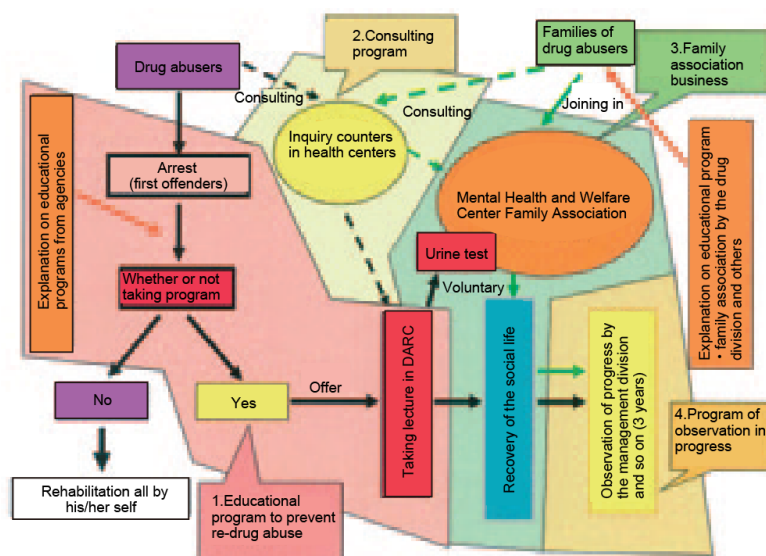 2.Consulting
program
Families of
drug abusers
3.Family
association
business
Drug abusers
Consulting
Consulting
Joining in
Inquiry counters
in health centers
Explanation on educational
programs from agencies
Arrest
(first offenders)
Mental Health and Welfare
Center Family Association
Explanation on educational program
• family association by the drug
division and others
Urine test
Whether or not
taking program
Voluntary
Taking lecture in DARC
Recovery of the social life
Observation of progress by
the management division
and so on (3 years)
No
Yes
Offer
4.Program of
observation in
progress
Rehabilitation all by
his/her self
1.Educational
program to prevent
re-drug abuse